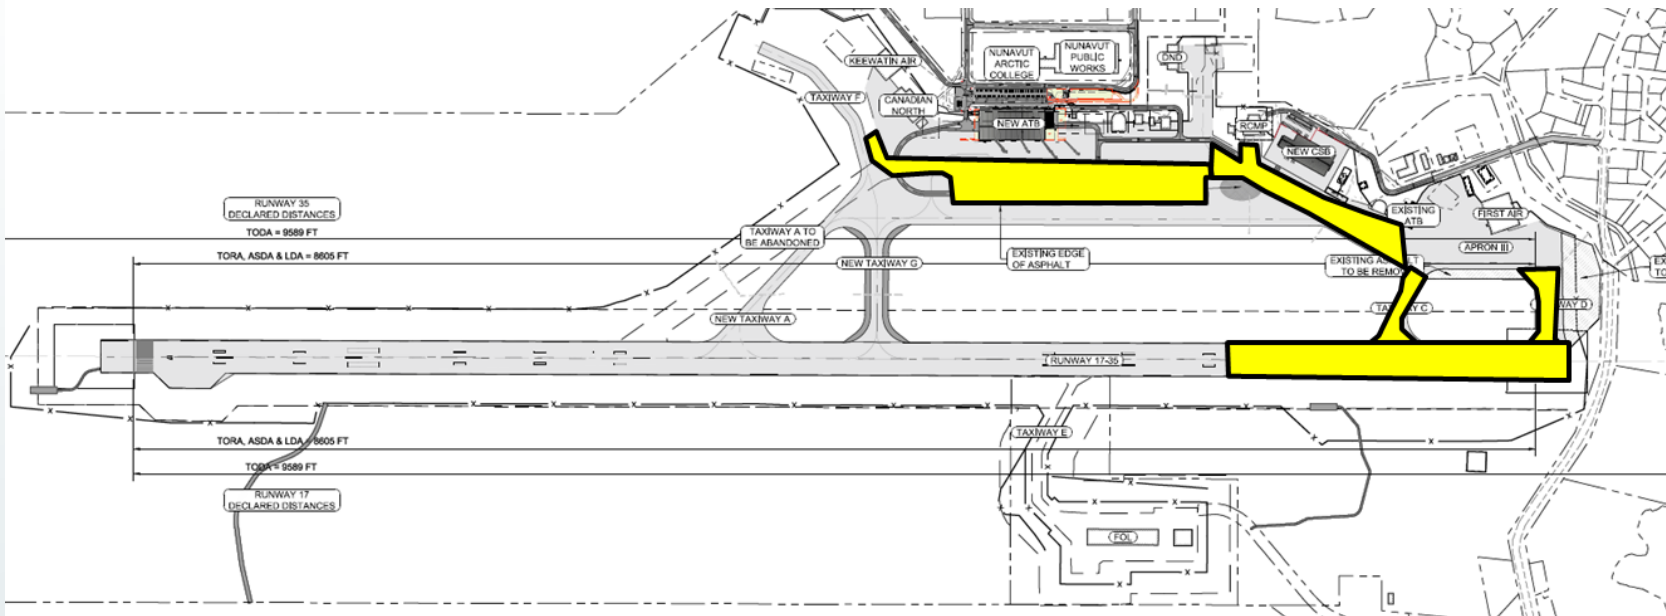 KEEWATIN AIR
NUNAVUT
ARCTIC
COLLEGE
NUNAVUT
PUBLIC
WORKS
DND
TAXIWAY F
CANADIAN
NORTH
NEW ATB
RCMP
NEW CSB
RUNWAY 35
DECLARED DISTANCES
TODA = 9589 FT
TORA, ASDA & LDA = 8605 FT
TAXIWAY A TO
BE ABANDONED
NEW TAXIWAY G
EXISTING EDGE
OF ASPHALT
EXISTING
ATB
FIRST AIR
APRON III
EXISTING
TO BE
NEW TAXIWAY A
C
D
RUNWAY 17-35
TORA, ASDA & LDA = 8605 FT
TODA = 9589 FT
RUNWAY 17
DECLARED DISTANCES
TAXIWAY E
FOL